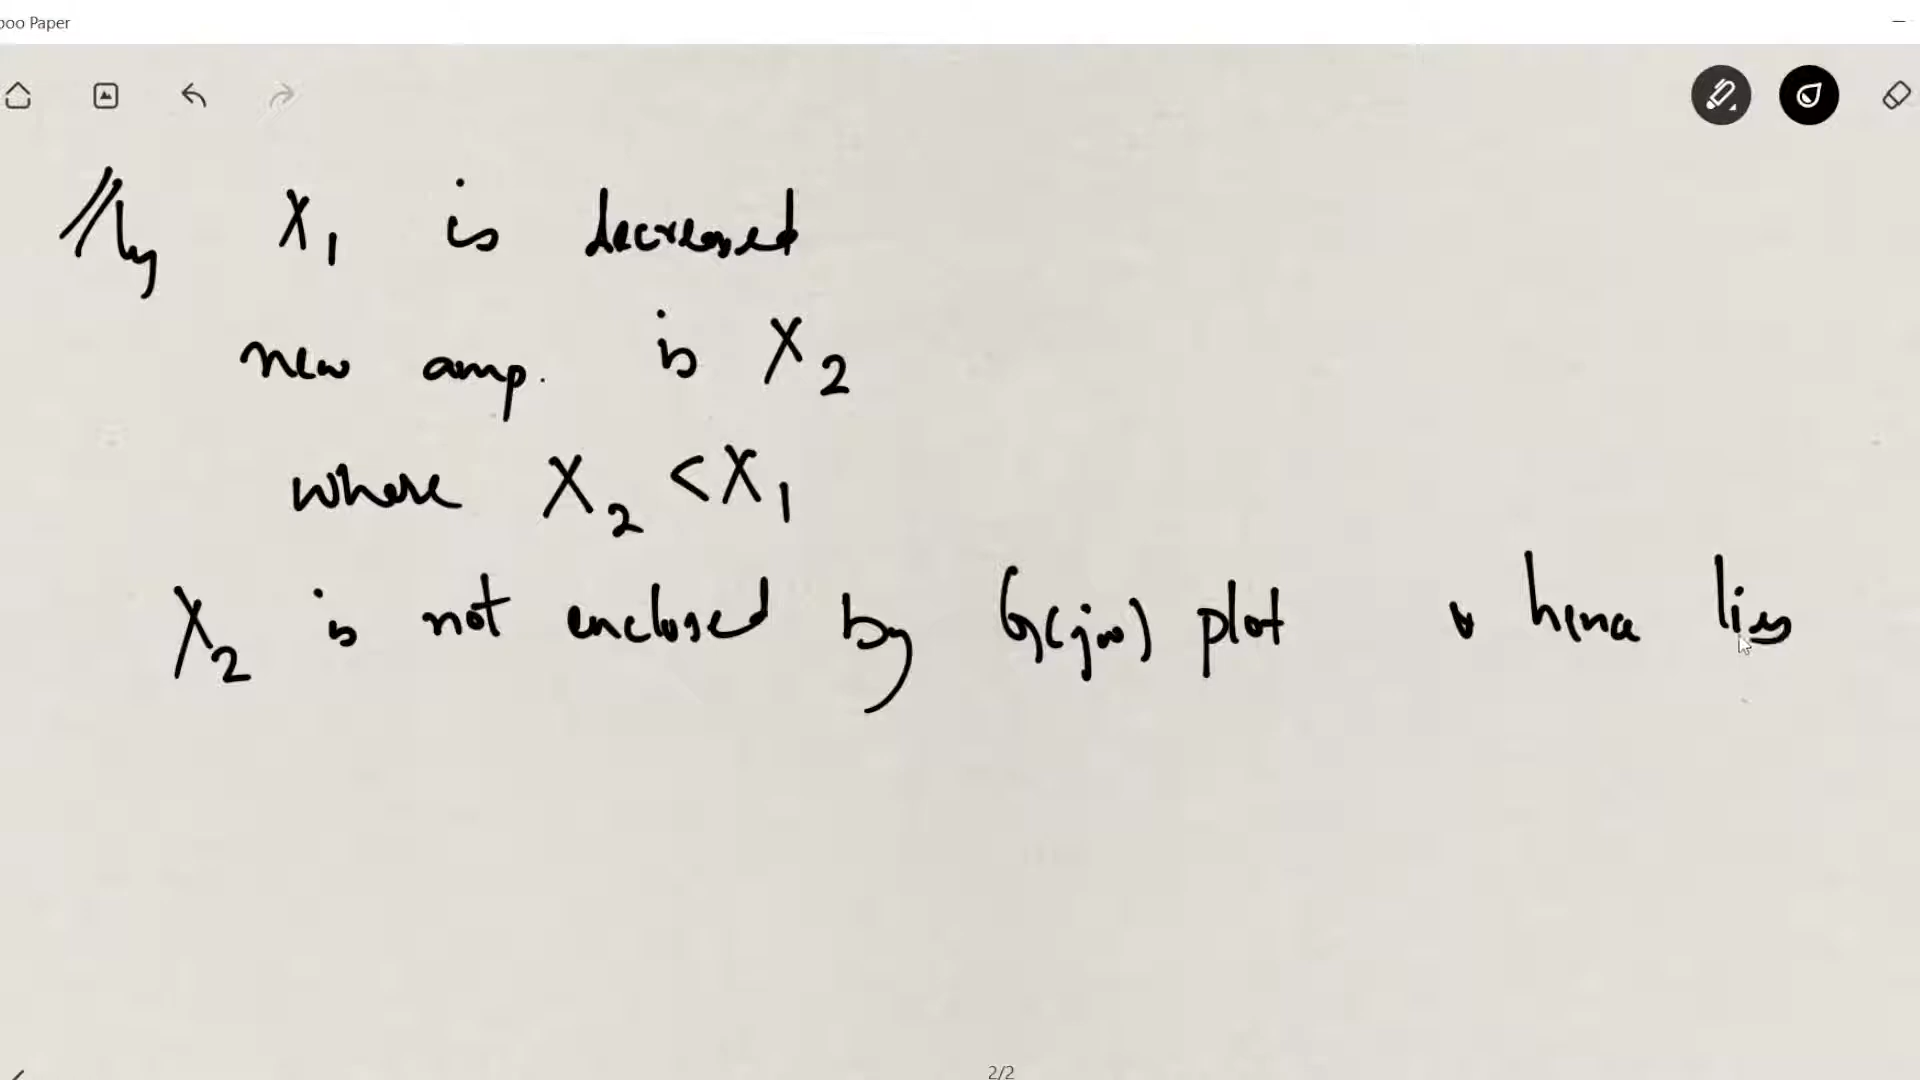 boo Paper
//ly X₁ is decreased
new amp. is X₂
where X₂ < X₁
X₂ is not enclosed by G(jω) plot & hence lies
2/2